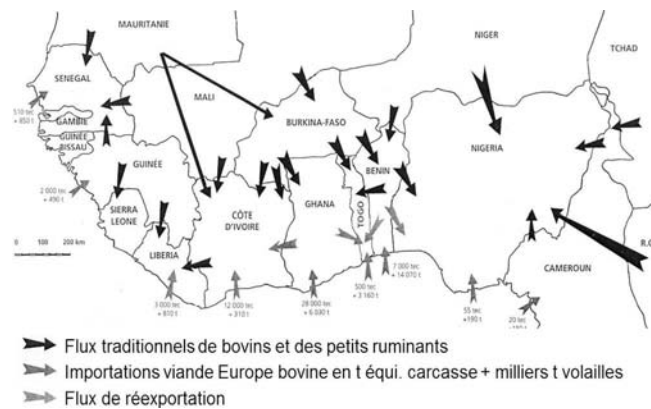 MAURITANIE
NIGER
TCHAD
SENEGAL
510 tec
+ 850 t
GAMBIE
MALI
GUINÉE
BISSAU
BURKINA-FASO
NIGERIA
GUINÉE
BENIN
2 000 tec
+ 490 t
SIERRA
LEONE
CÔTE
D'IVOIRE
GHANA
TOGO
0 100 200 km
LIBERIA
CAMEROUN
R.C
3 000 tec
+ 810 t
12 000 tec
+ 310 t
28 000 tec
+ 6 030 t
500 tec
+ 3 160 t
7 000 tec
+ 14 070 t
55 tec
+190 t
20 tec
Flux traditionnels de bovins et des petits ruminants
Importations viande Europe bovine en t équi. carcasse + milliers t volailles
Flux de réexportation